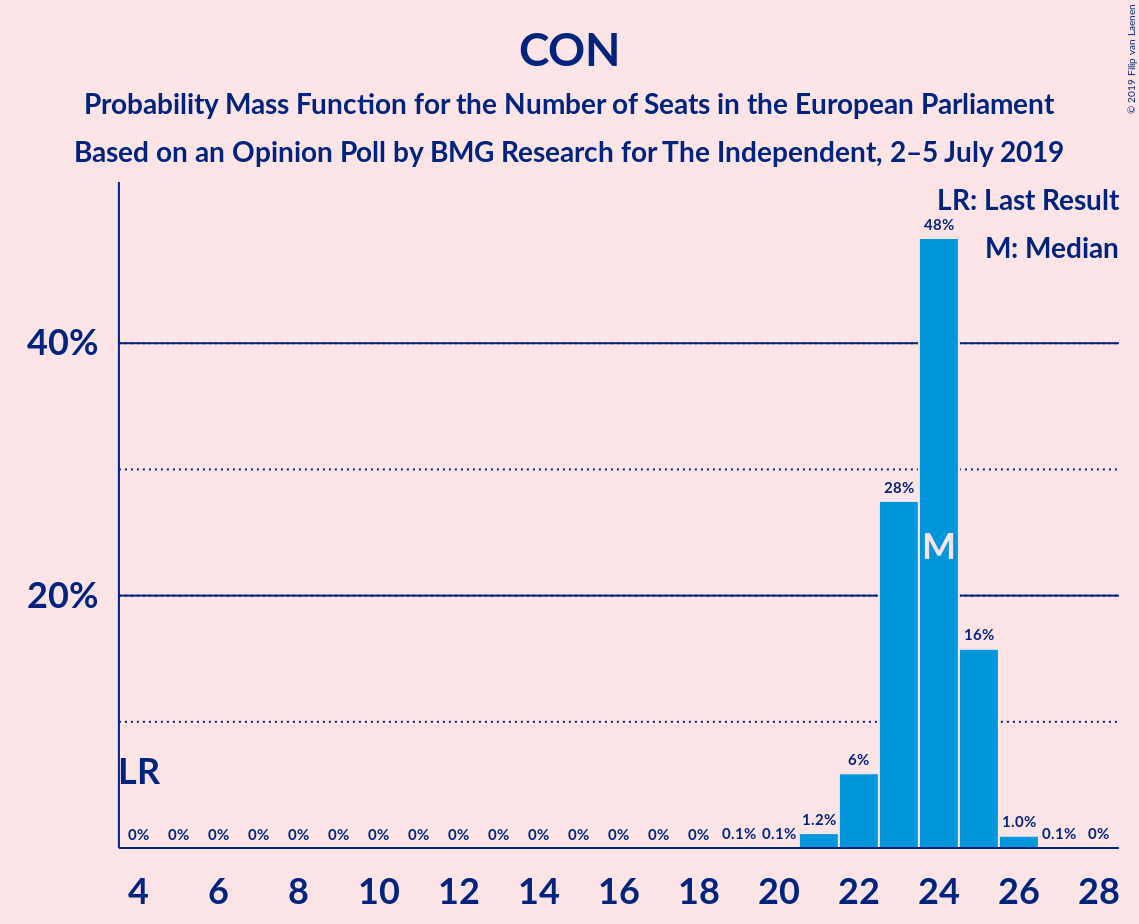 CON
Probability Mass Function for the Number of Seats in the European Parliament
Based on an Opinion Poll by BMG Research for The Independent, 2–5 July 2019
© 2019 Filip van Laenen
LR: Last Result
M: Median
48%
40%
28%
M
20%
16%
6%
LR
0% 0% 0% 0% 0% 0% 0% 0% 0% 0% 0% 0% 0% 0% 0% 0.1% 0.1% 1.2% 1.0% 0.1% 0%
4 6 8 10 12 14 16 18 20 22 24 26 28